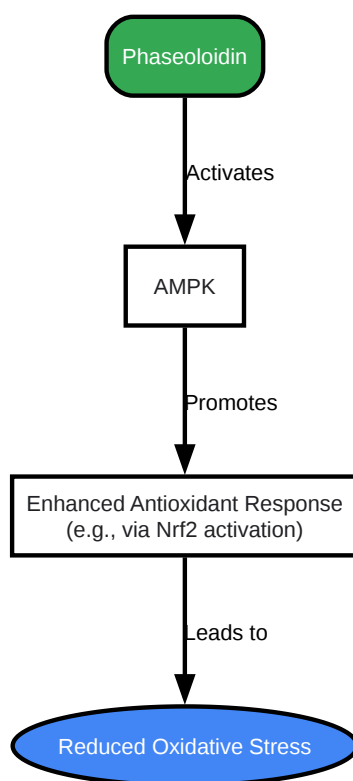 Phaseoloidin
Activates
AMPK
Promotes
Enhanced Antioxidant Response
(e.g., via Nrf2 activation)
Leads to
Reduced Oxidative Stress